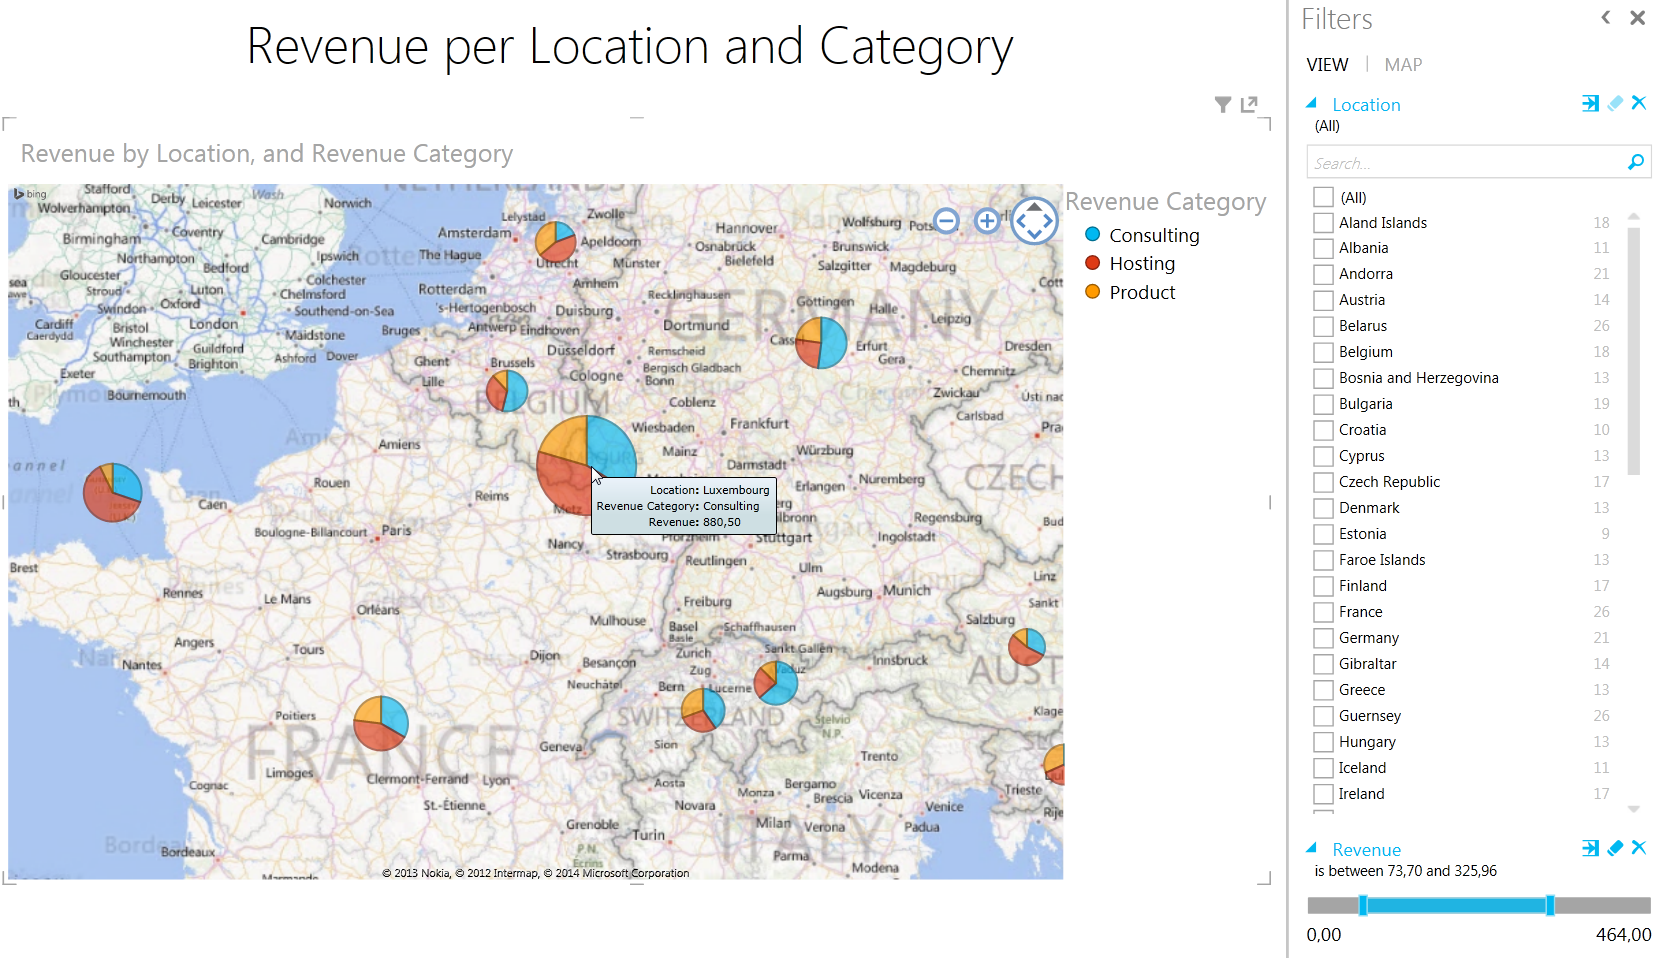 Revenue per Location and Category
Revenue by Location, and Revenue Category
bing
Stafford
Derby
Leicester
Wash
Norwich
Wolverhampton
Coventry
Birmingham
Northampton
Cambridge
Ipswich
Bedford
Gloucester
Stroud
Luton
Colchester
Chelmsford
Swindon
Oxford
Southend-on-Sea
Cardiff
Caerdydd
Bristol
London
Winchester
Maidstone
Southampton
Guildford
Brighton
Ashford
Dover
Exeter
Bournemouth
NETHERLANDS
Lelystad
Zwolle
Amsterdam
Apeldoorn
The Hague
Utrecht
Rotterdam
Arnhem
's-Hertogenbosch
Antwerp
Eindhoven
Bruges
Ghent
Brussels
Lille
BELGIUM
Hannover
Wolfsburg
Osnabrück
Brunswick
Bielefeld
Münster
Salzgitter
Magdeburg
Recklinghausen
Göttingen
Halle
Duisburg
GERMANY
Leipzig
Dortmund
Düsseldorf
Remscheid
Erfurt
Gera
Dresden
Bergisch Gladbach
Cologne
Bonn
Chemnitz
Coblenz
Zwickau
Carlsbad
Wiesbaden
Frankfurt
Mainz
Würzburg
Darmstadt
Erlangen
Nuremberg
CZECH
Amiens
Rouen
Reims
Metz
Caen
Boulogne-Billancourt
Paris
Nancy
Strasbourg
Pforzheim
Stuttgart
Regensburg
Ingolstadt
Reutlingen
Ulm
Augsburg
Munich
Linz
Brest
Rennes
Le Mans
Orléans
Freiburg
Mulhouse
Basel
Basle
Schaffhausen
Salzburg
Angers
Tours
Nantes
Dijon
Besançon
Zurich
Zug
Sankt Gallen
Vaduz
Innsbruck
Neuchâtel
Bern
Lucerne
SWITZERLAND
Poitiers
FRANCE
Geneva
Sion
Stelvio
N.P.
Limoges
Clermont-Ferrand
Lyon
Cognac
St.-Étienne
Aosta
Trento
Bergamo
Novara
Monza
Brescia
Vicenza
Trieste
Venice
Grenoble
Turin
Milan
Verona
Padua
ITALY
P.N.
Ecrins
Bordeaux
Parma
Modena
Location: Luxembourg
Revenue Category: Consulting
Revenue: 880,50
© 2013 Nokia, © 2012 Intermap, © 2014 Microsoft Corporation
Revenue Category
Consulting
Hosting
Product
Filters
VIEW | MAP
Location
(All)
Search...
(All)
Aland Islands 18
Albania 11
Andorra 21
Austria 14
Belarus 26
Belgium 18
Bosnia and Herzegovina 13
Bulgaria 19
Croatia 10
Cyprus 13
Czech Republic 17
Denmark 13
Estonia 9
Faroe Islands 13
Finland 17
France 26
Germany 21
Gibraltar 14
Greece 13
Guernsey 26
Hungary 13
Iceland 11
Ireland 17
Revenue
is between 73,70 and 325,96
0,00 464,00